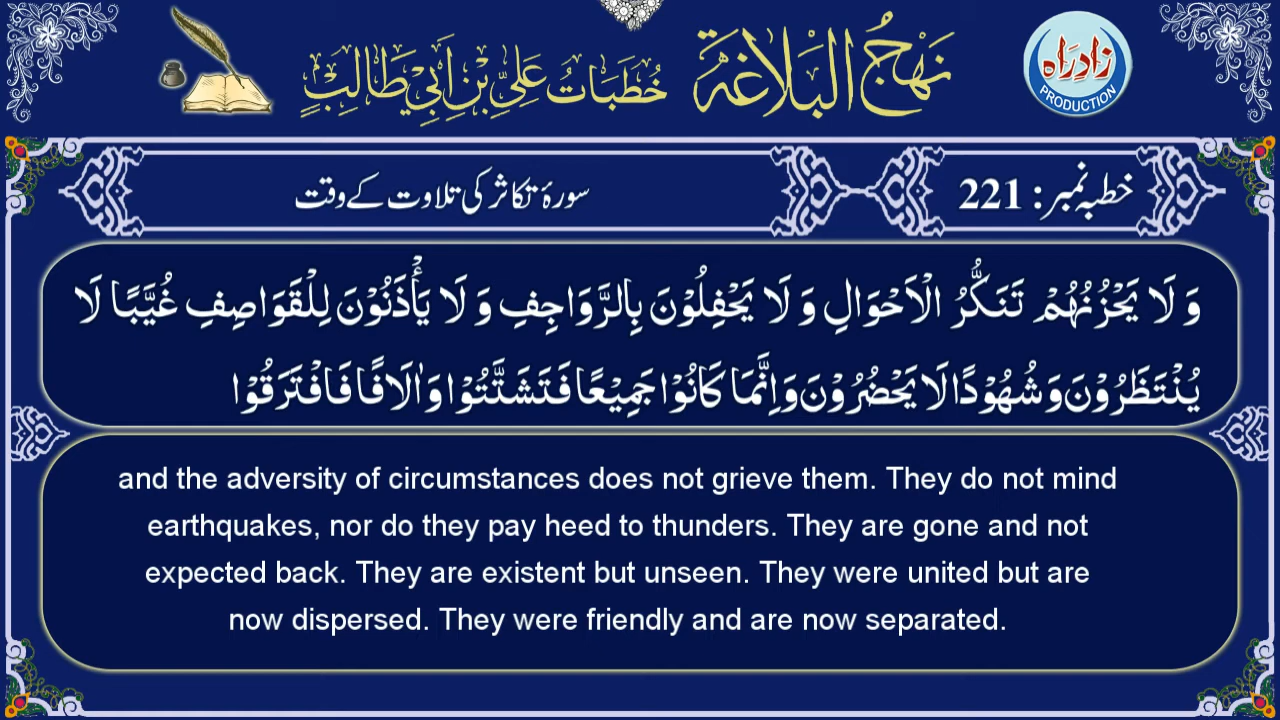 نَهْجُ الْبَلَاغَة خُطَبَاتُ عَلِيِّ بْنِ اَبِي طَالِبٍ
زادِرَاہ
PRODUCTION
خطبہ نمبر: 221
سورۂ تکاثر کی تلاوت کے وقت
وَ لَا يَحْزُنُهُمْ تَنَكُّرُ الْاَحْوَالِ وَ لَا يَحْفِلُوْنَ بِالرَّوَاجِفِ وَ لَا يَأْذَنُوْنَ لِلْقَوَاصِفِ غُيَّبًا لَا
يُنْتَظَرُوْنَ وَ شُهُوْدًا لَا يَحْضُرُوْنَ وَ اِنَّمَا كَانُوْا جَمِيْعًا فَتَشَتَّتُوْا وَ اٰلَافًا فَافْتَرَقُوْا
and the adversity of circumstances does not grieve them. They do not mind
earthquakes, nor do they pay heed to thunders. They are gone and not
expected back. They are existent but unseen. They were united but are
now dispersed. They were friendly and are now separated.